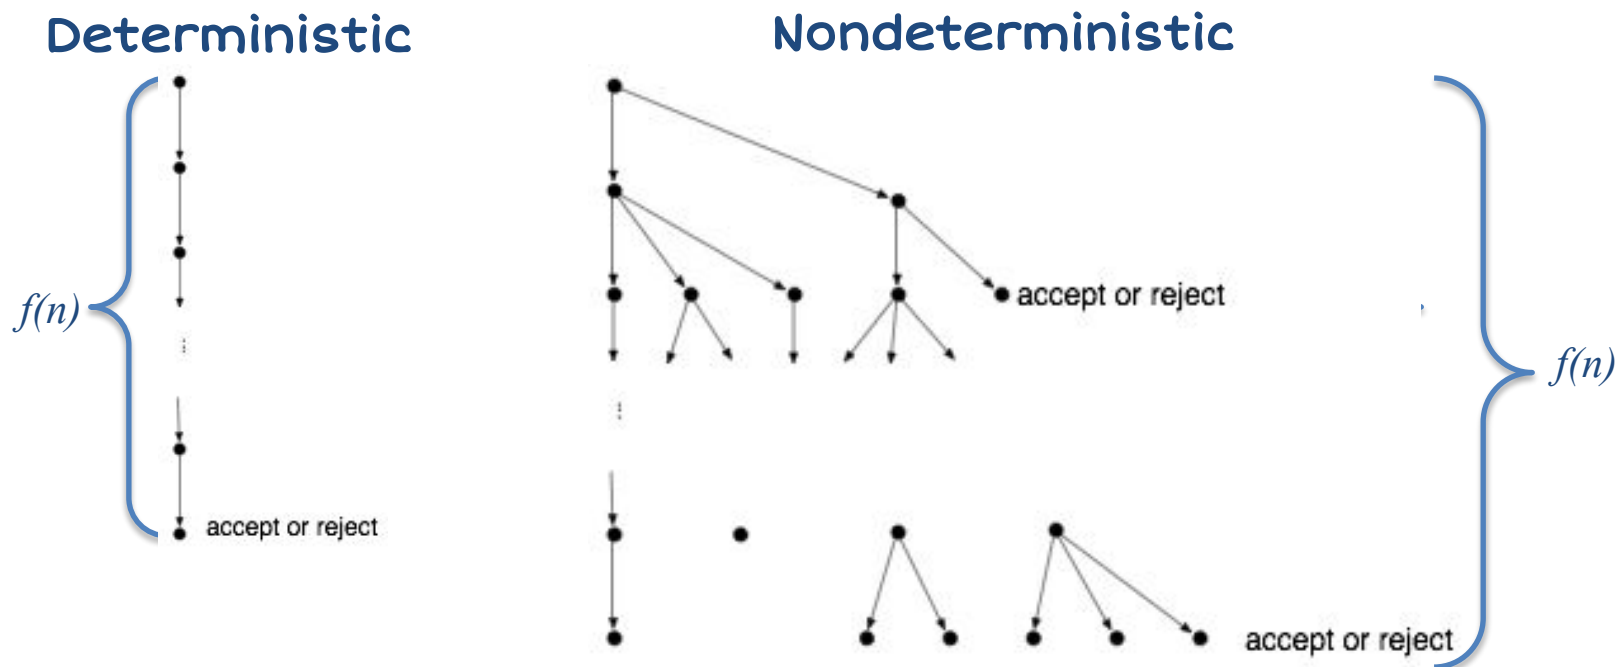 Deterministic
Nondeterministic
accept or reject
f(n)
f(n)
accept or reject
accept or reject